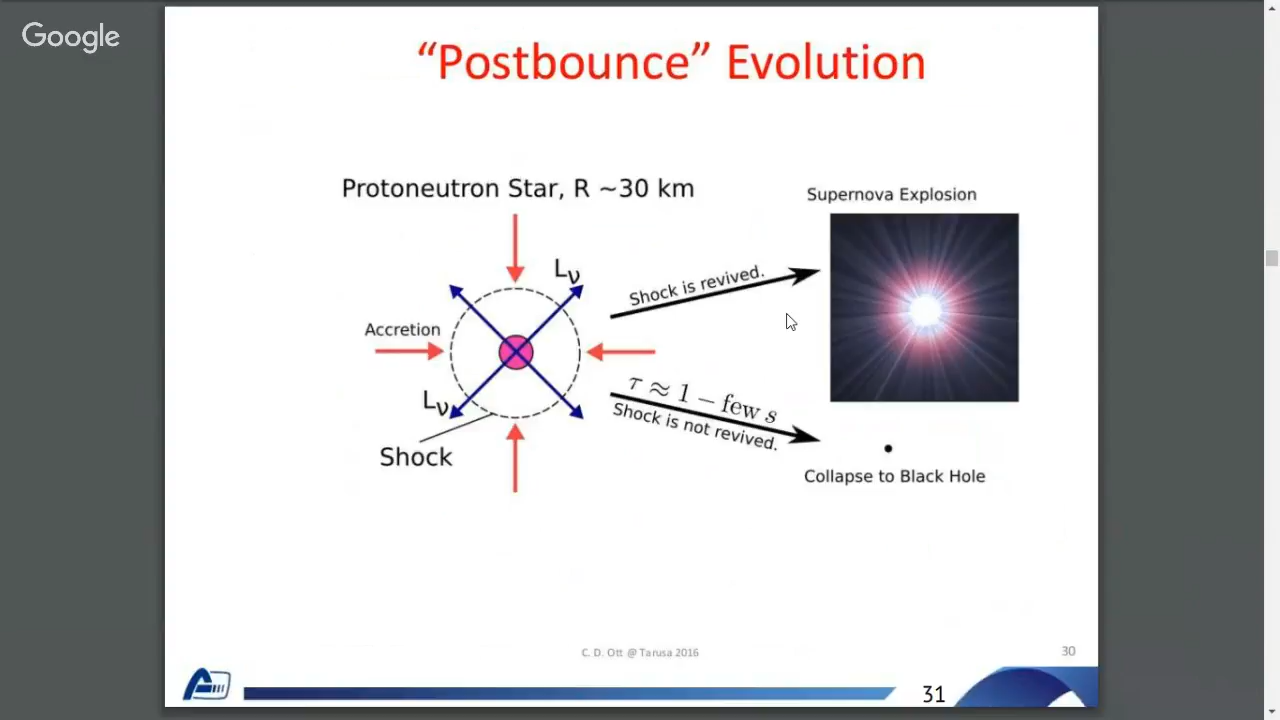 Google
“Postbounce” Evolution
Protoneutron Star, R ~30 km
Supernova Explosion
Lν
Shock is revived.
Accretion
τ ≈ 1 − few s
Shock is not revived.
Lν
Shock
Collapse to Black Hole
C. D. Ott @ Tarusa 2016
30
31